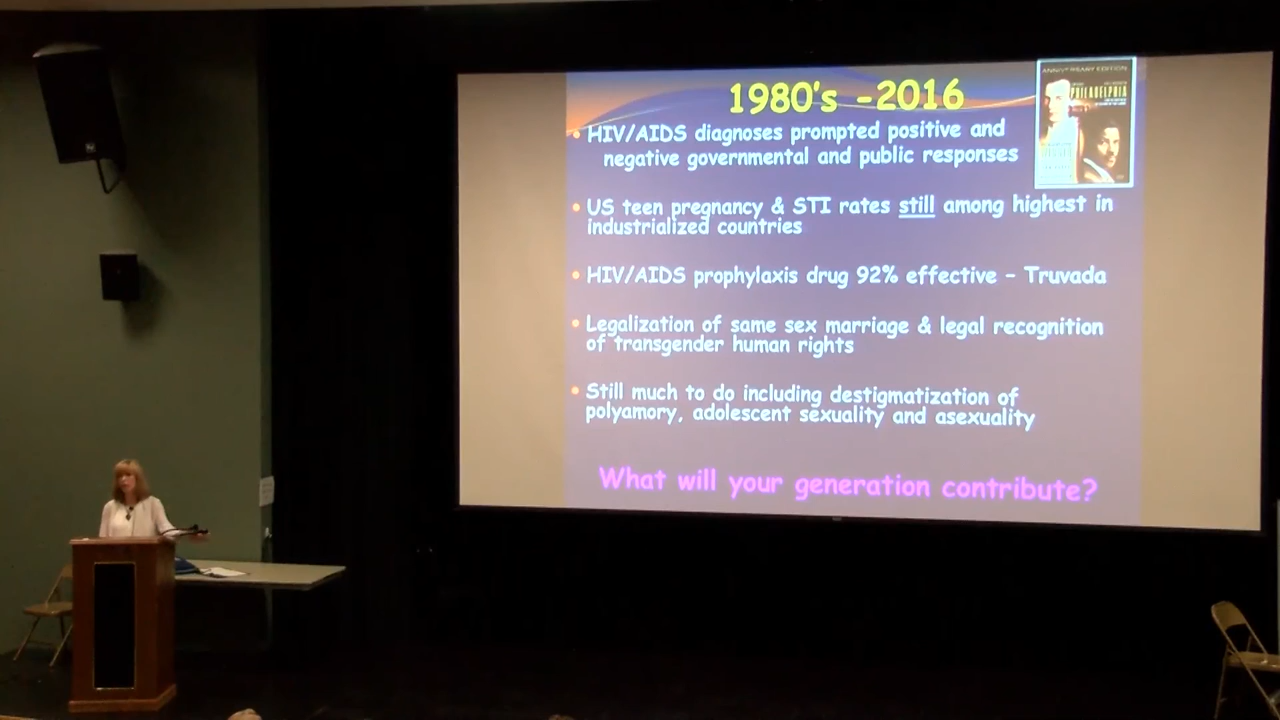 1980's -2016
ANNIVERSARY EDITION
PHILADELPHIA
• HIV/AIDS diagnoses prompted positive and
negative governmental and public responses
• US teen pregnancy & STI rates still among highest in
industrialized countries
• HIV/AIDS prophylaxis drug 92% effective – Truvada
• Legalization of same sex marriage & legal recognition
of transgender human rights
• Still much to do including destigmatization of
polyamory, adolescent sexuality and asexuality
What will your generation contribute?